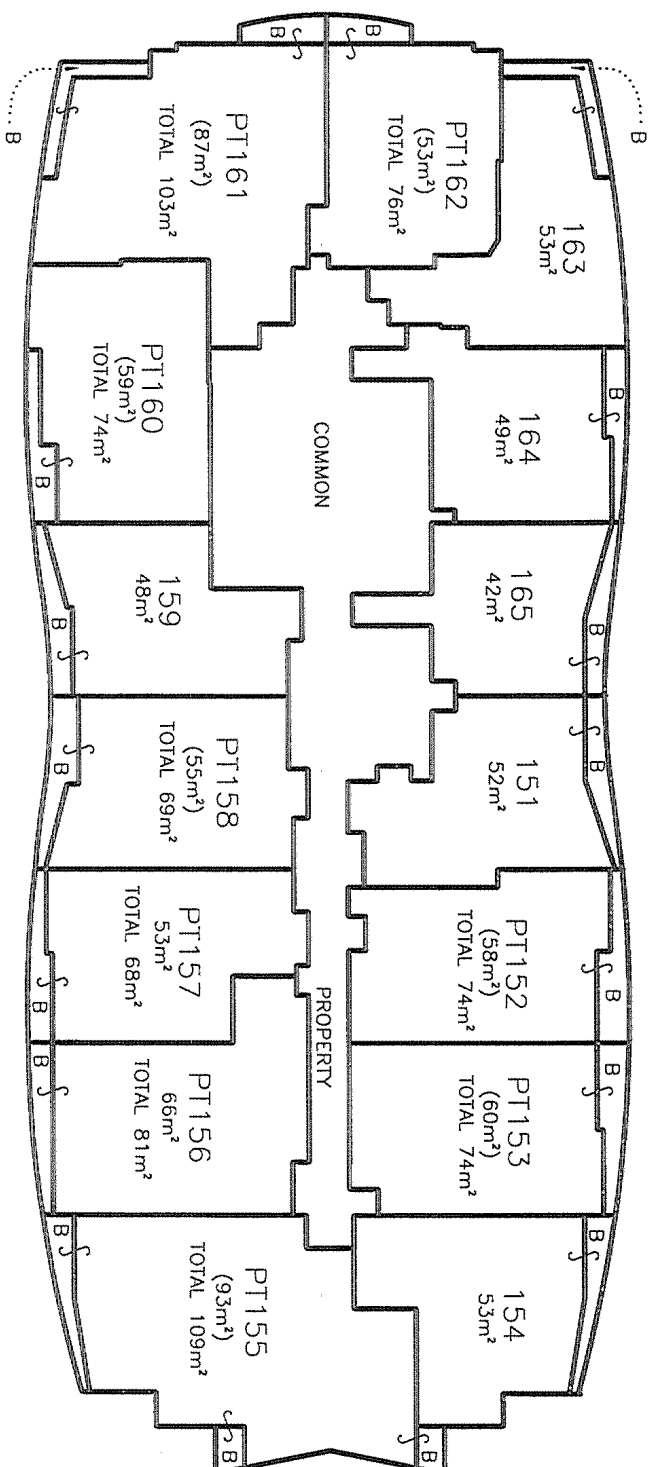 B
B
B
B
B
B
B
163
53m²
164
49m²
165
42m²
151
52m²
PT152
(58m²)
TOTAL 74m²
PT153
(60m²)
TOTAL 74m²
154
53m²
B
PT162
(53m²)
TOTAL 76m²
B
COMMON
PROPERTY
B
PT161
(87m²)
TOTAL 103m²
PT160
(59m²)
TOTAL 74m²
159
48m²
PT158
(55m²)
TOTAL 69m²
PT157
53m²
TOTAL 68m²
PT156
66m²
TOTAL 81m²
PT155
(93m²)
TOTAL 109m²
B
B
B
B
B
B
B
B
B